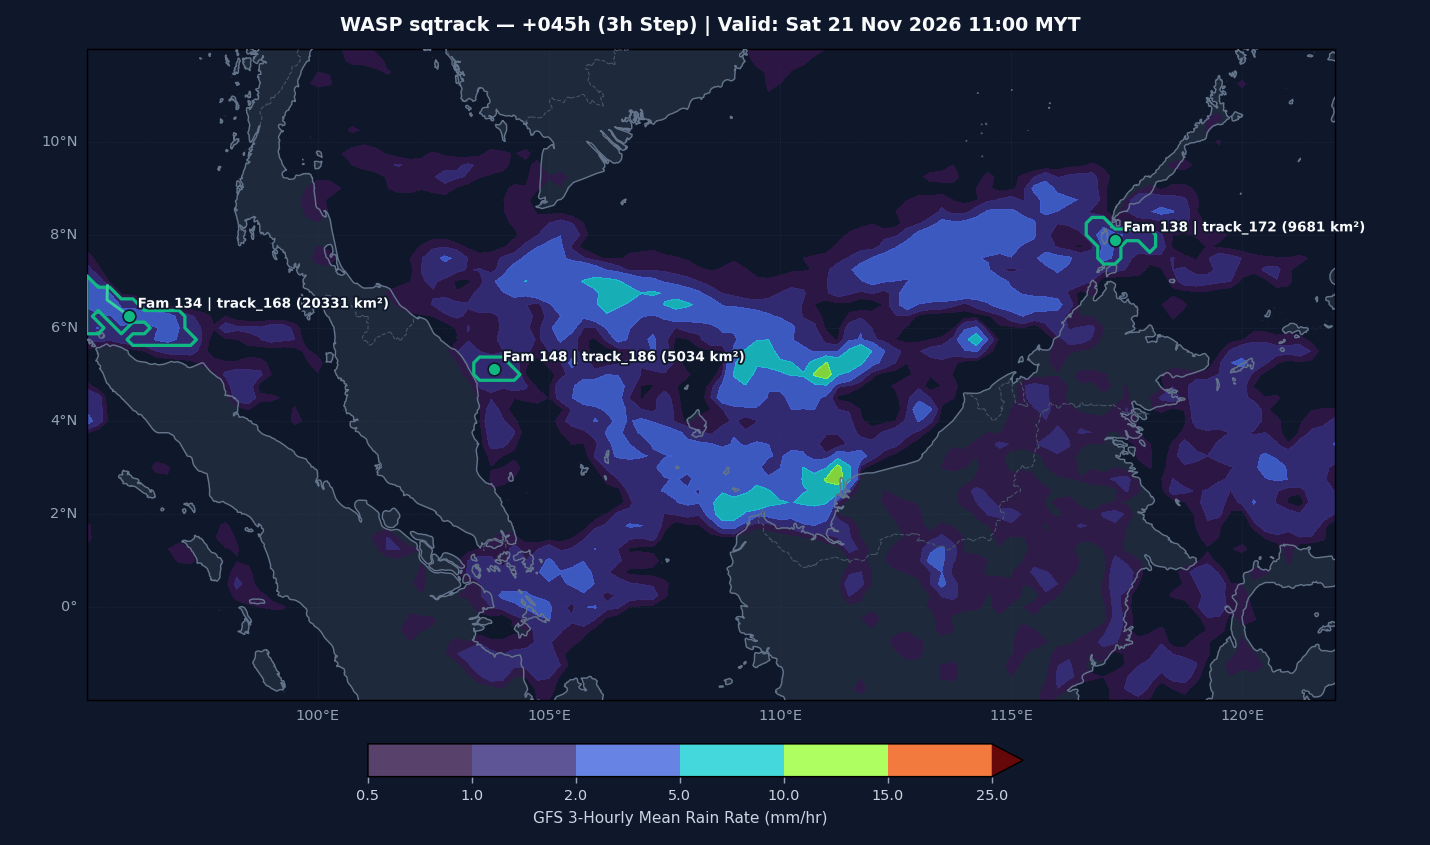 WASP sqtrack — +045h (3h Step) | Valid: Sat 21 Nov 2026 11:00 MYT
10°N
8°N
Fam 138 | track_172 (9681 km²)
Fam 134 | track_168 (20331 km²)
6°N
Fam 148 | track_186 (5034 km²)
4°N
2°N
0°
100°E 105°E 110°E 115°E 120°E
0.5 1.0 2.0 5.0 10.0 15.0 25.0
GFS 3-Hourly Mean Rain Rate (mm/hr)